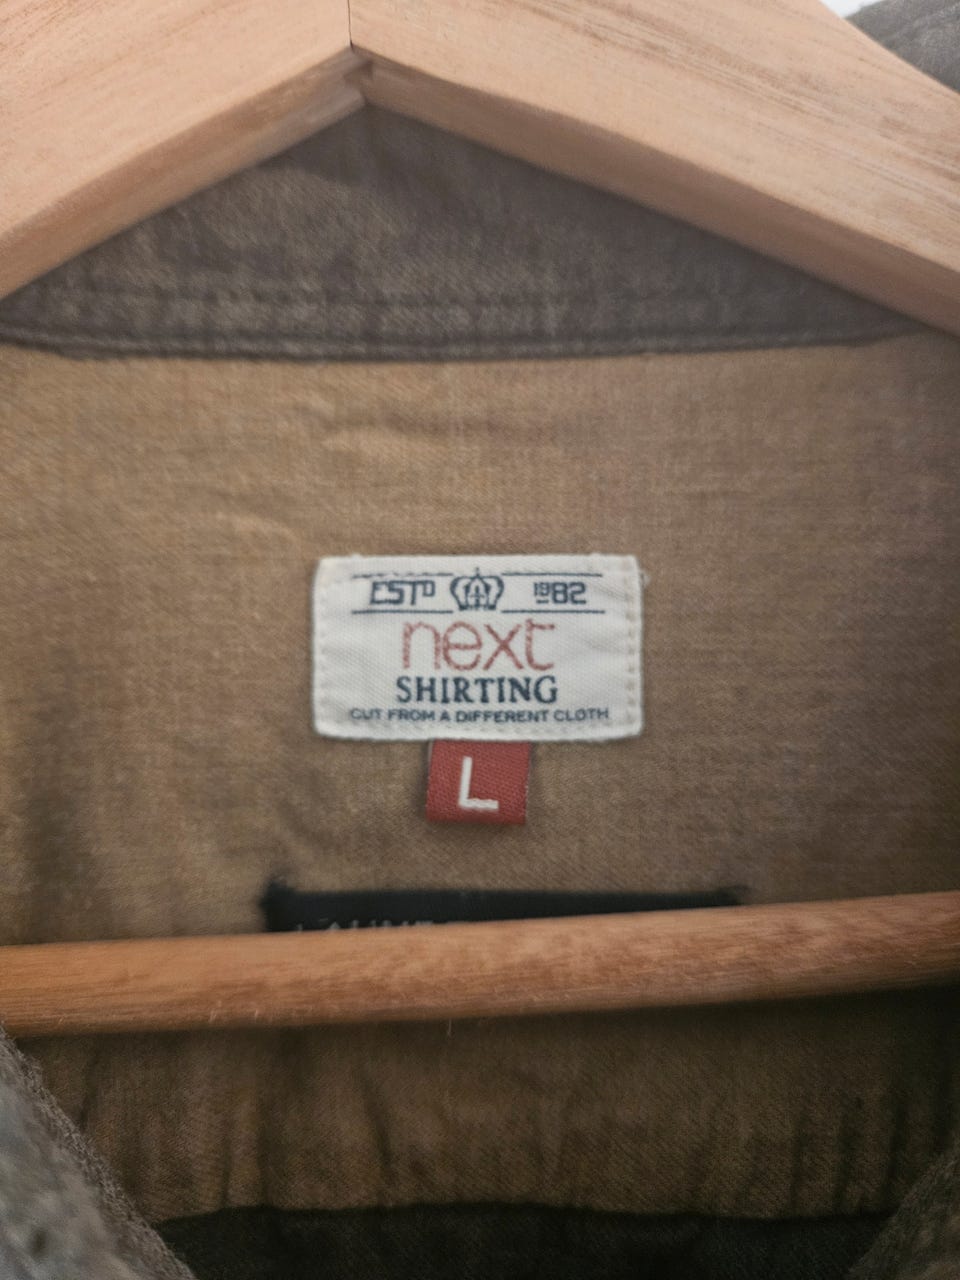 ESTD 1982
next
SHIRTING
CUT FROM A DIFFERENT CLOTH
L